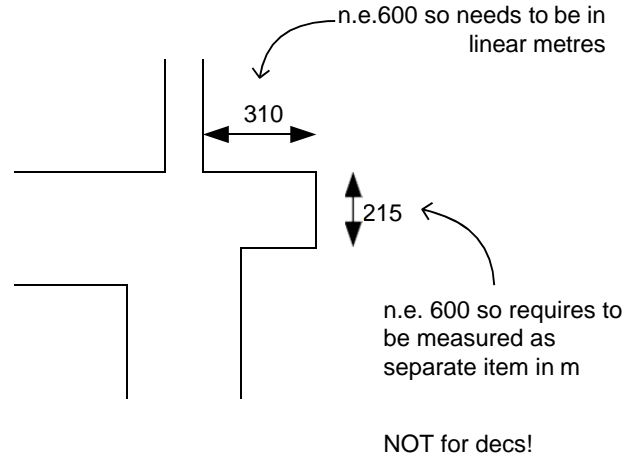 n.e.600 so needs to be in
linear metres
310
215
n.e. 600 so requires to
be measured as
separate item in m
NOT for decs!